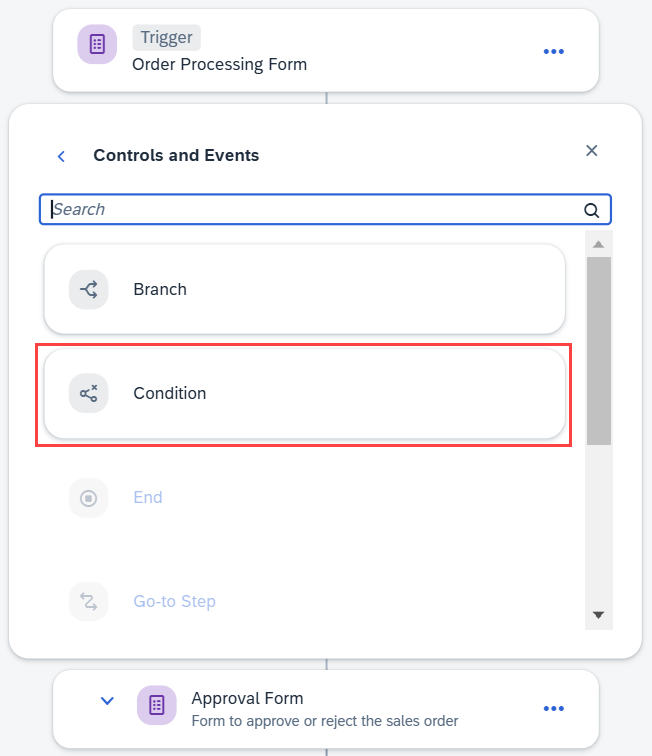 Trigger
Order Processing Form
Controls and Events
Search
Branch
Condition
End
Go-to Step
Approval Form
Form to approve or reject the sales order